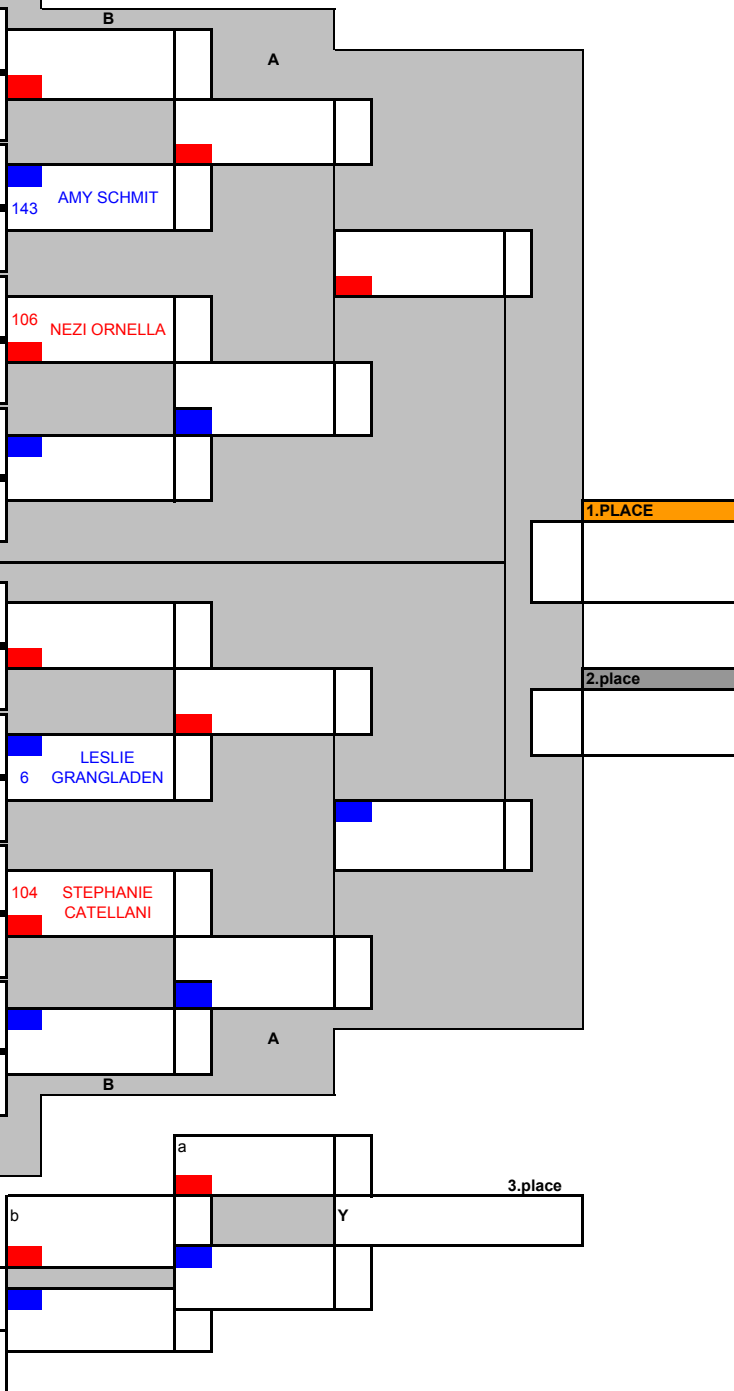 B
A
AMY SCHMIT
143
106
NEZI ORNELLA
1.PLACE
2.place
LESLIE
6 GRANGLADEN
104 STEPHANIE
CATELLANI
A
B
a
3.place
b
Y